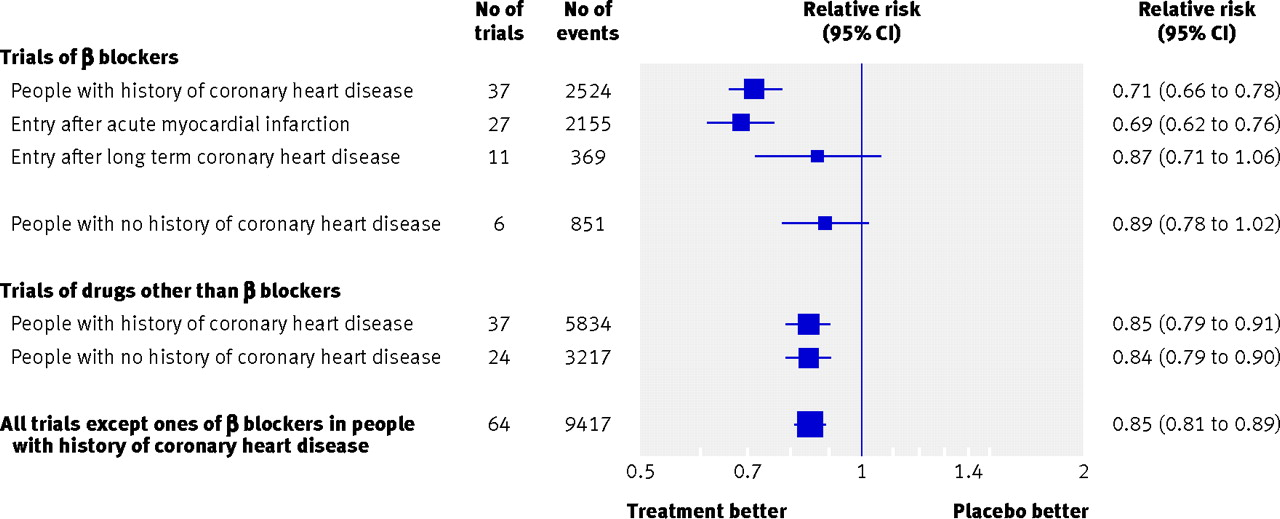 No of trials No of events Relative risk (95% CI) Relative risk (95% CI)
Trials of β blockers
People with history of coronary heart disease 37 2524 0.71 (0.66 to 0.78)
Entry after acute myocardial infarction 27 2155 0.69 (0.62 to 0.76)
Entry after long term coronary heart disease 11 369 0.87 (0.71 to 1.06)
People with no history of coronary heart disease 6 851 0.89 (0.78 to 1.02)
Trials of drugs other than β blockers
People with history of coronary heart disease 37 5834 0.85 (0.79 to 0.91)
People with no history of coronary heart disease 24 3217 0.84 (0.79 to 0.90)
All trials except ones of β blockers in people 64 9417 0.85 (0.81 to 0.89)
with history of coronary heart disease
0.5 0.7 1 1.4 2
Treatment better Placebo better